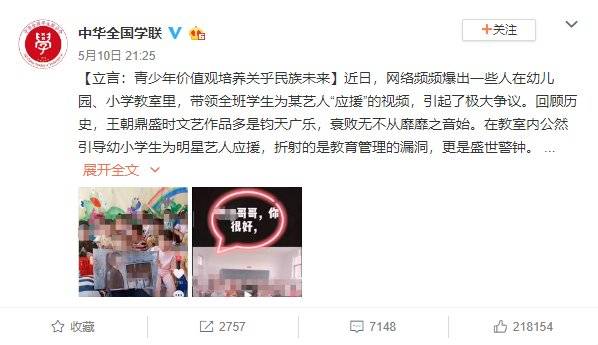 中华全国学联
+关注
5月10日 21:25
【立言：青少年价值观培养关乎民族未来】近日，网络频频爆出一些人在幼儿
园、小学教室里，带领全班学生为某艺人“应援”的视频，引起了极大争议。回顾历
史，王朝鼎盛时文艺作品多是钧天广乐，衰败无不从靡靡之音始。在教室内公然
引导幼小学生为明星艺人应援，折射的是教育管理的漏洞，更是盛世警钟。 ...
展开全文
哥哥，你
很好，
收藏
2757
7148
218154